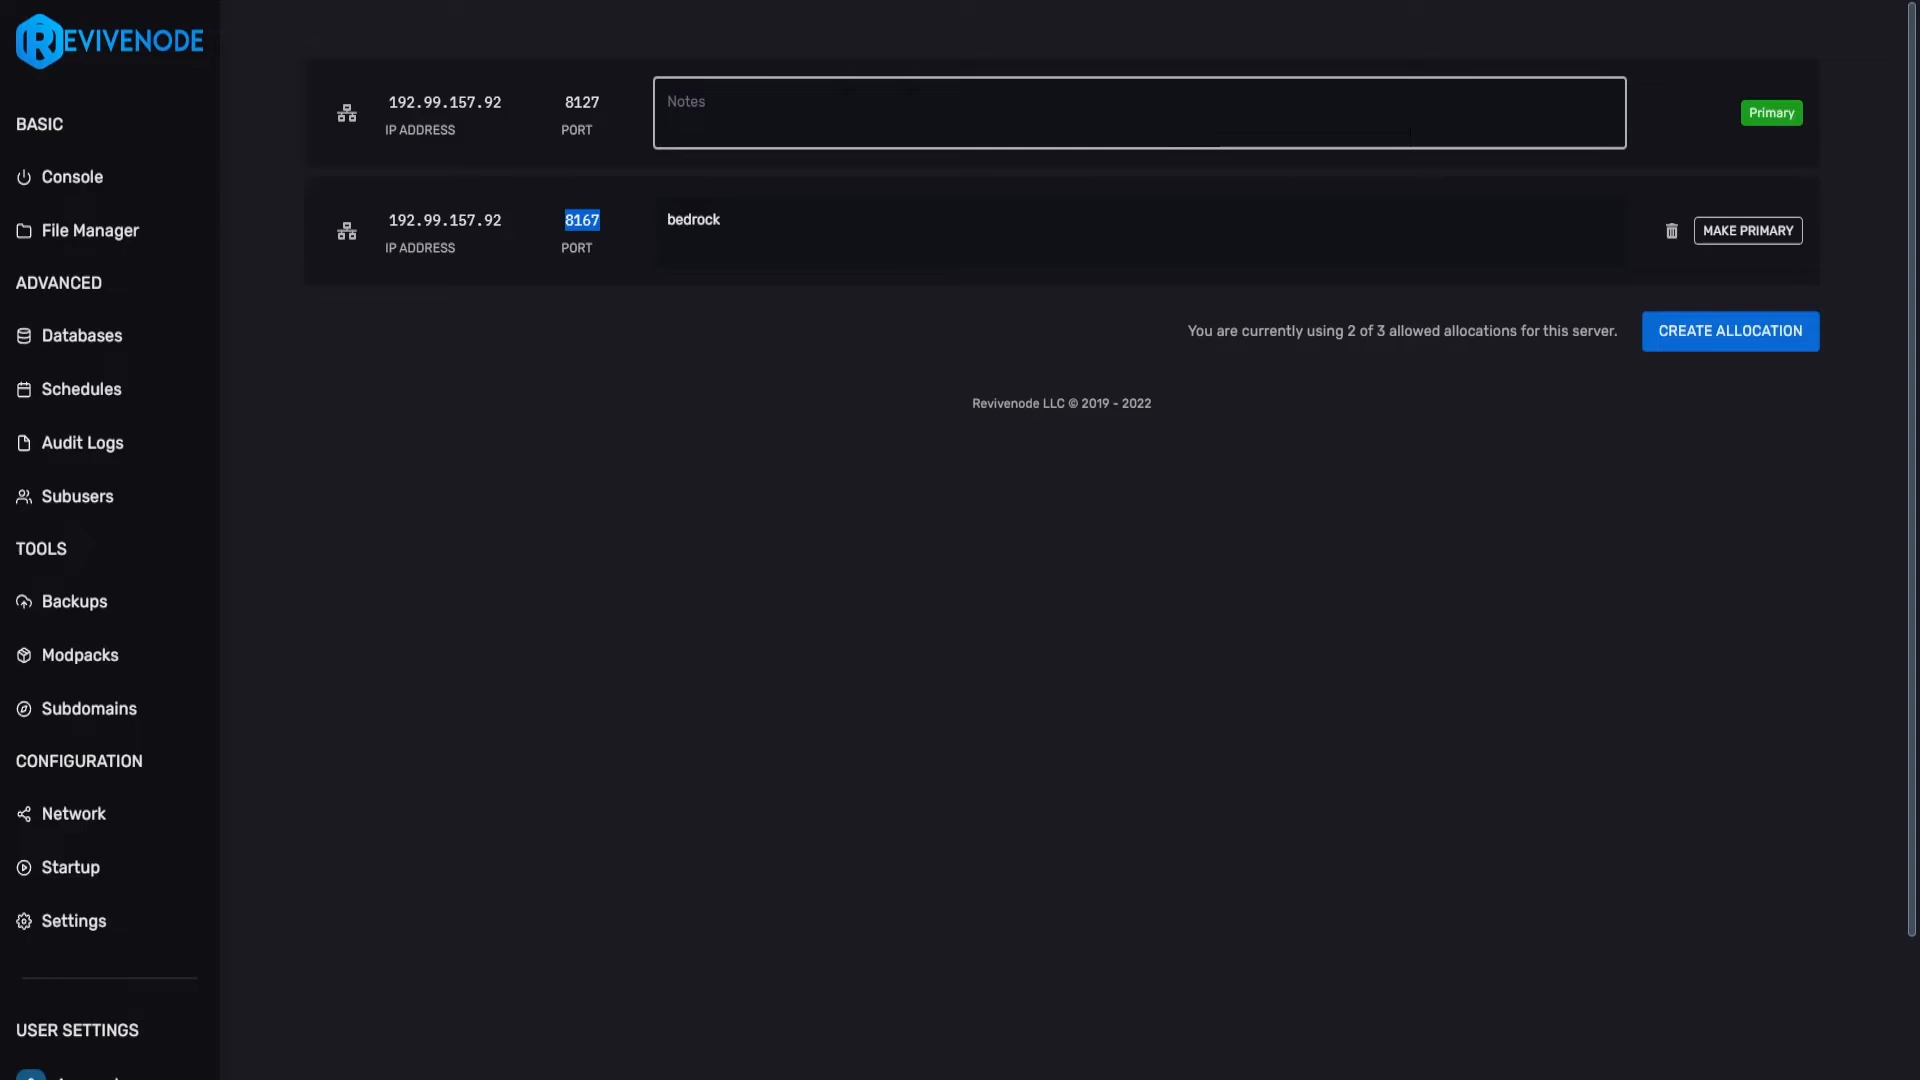 REVIVENODE
BASIC
Console
File Manager
ADVANCED
Databases
Schedules
Audit Logs
Subusers
TOOLS
Backups
Modpacks
Subdomains
CONFIGURATION
Network
Startup
Settings
USER SETTINGS
192.99.157.92
IP ADDRESS
8127
PORT
Notes
Primary
192.99.157.92
IP ADDRESS
8167
PORT
bedrock
MAKE PRIMARY
You are currently using 2 of 3 allowed allocations for this server.
CREATE ALLOCATION
Revivenode LLC © 2019 - 2022